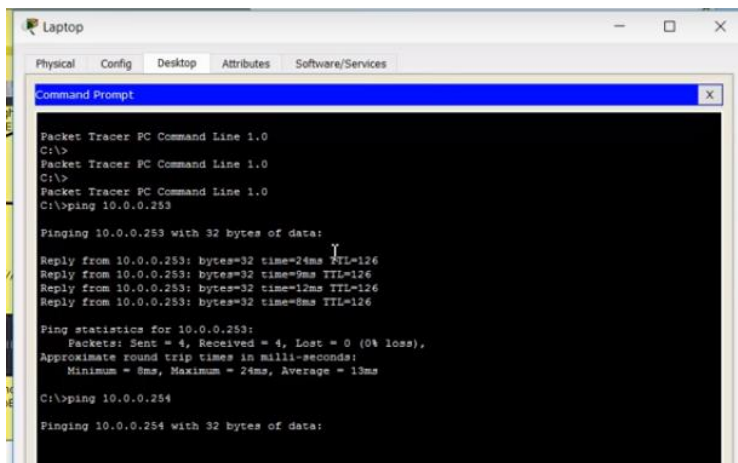 Laptop
Physical Config Desktop Attributes Software/Services
Command Prompt X
Packet Tracer PC Command Line 1.0
C:\>
Packet Tracer PC Command Line 1.0
C:\>
Packet Tracer PC Command Line 1.0
C:\>ping 10.0.0.253
Pinging 10.0.0.253 with 32 bytes of data:
Reply from 10.0.0.253: bytes=32 time=24ms TTL=126
Reply from 10.0.0.253: bytes=32 time=9ms TTL=126
Reply from 10.0.0.253: bytes=32 time=12ms TTL=126
Reply from 10.0.0.253: bytes=32 time=8ms TTL=126
Ping statistics for 10.0.0.253:
Packets: Sent = 4, Received = 4, Lost = 0 (0% loss),
Approximate round trip times in milli-seconds:
Minimum = 8ms, Maximum = 24ms, Average = 13ms
C:\>ping 10.0.0.254
Pinging 10.0.0.254 with 32 bytes of data: